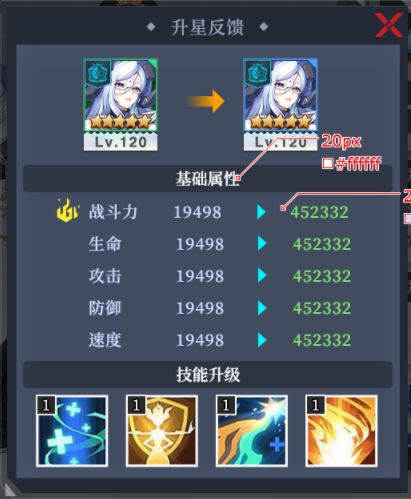 升星反馈
Lv.120 Lv.120
20px
#ffffff
基础属性
2
战斗力 19498 452332
生命 19498 452332
攻击 19498 452332
防御 19498 452332
速度 19498 452332
技能升级
1 1 1 1